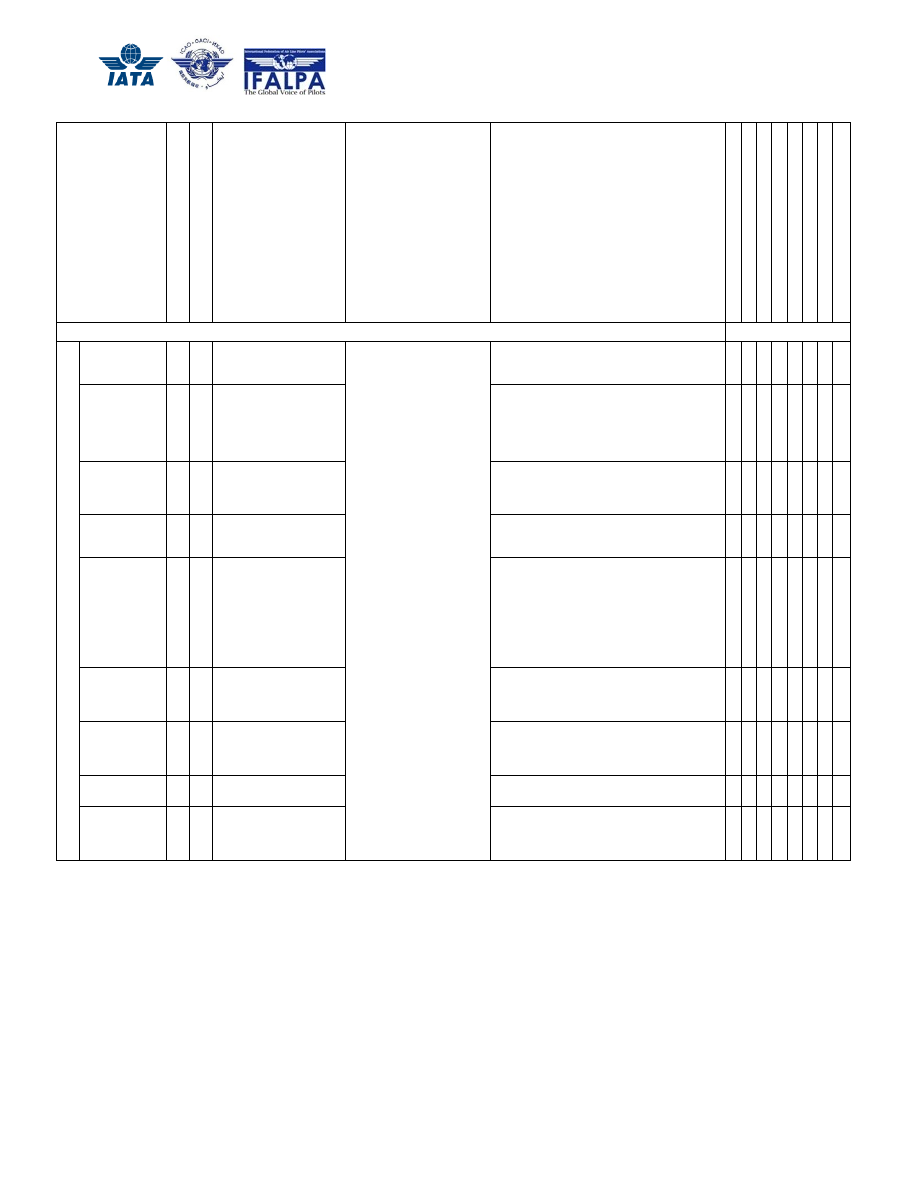 IATA
ICAO · OACI · ИКАО
International Federation of Air Line Pilots' Associations
IFALPA
The Global Voice of Pilots